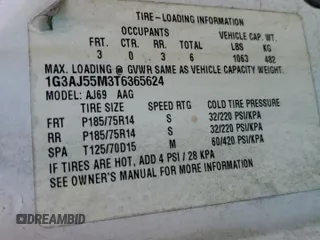 TIRE-LOADING INFORMATION
OCCUPANTS VEHICLE CAP. WT.
FRT. CTR. RR. TOTAL LBS KG
3 0 3 6 1063 482
MAX. LOADING @ GVWR SAME AS VEHICLE CAPACITY WEIGHT.
1G3AJ55M3T6365624
MODEL: AJ69 AAG
TIRE SIZE SPEED RTG COLD TIRE PRESSURE
FRT P185/75R14 S 32/220 PSI/KPA
RR P185/75R14 S 32/220 PSI/KPA
SPA T125/70D15 M 60/420 PSI/KPA
IF TIRES ARE HOT, ADD 4 PSI / 28 KPA
SEE OWNER'S MANUAL FOR MORE INFORMATION
DREAMBID